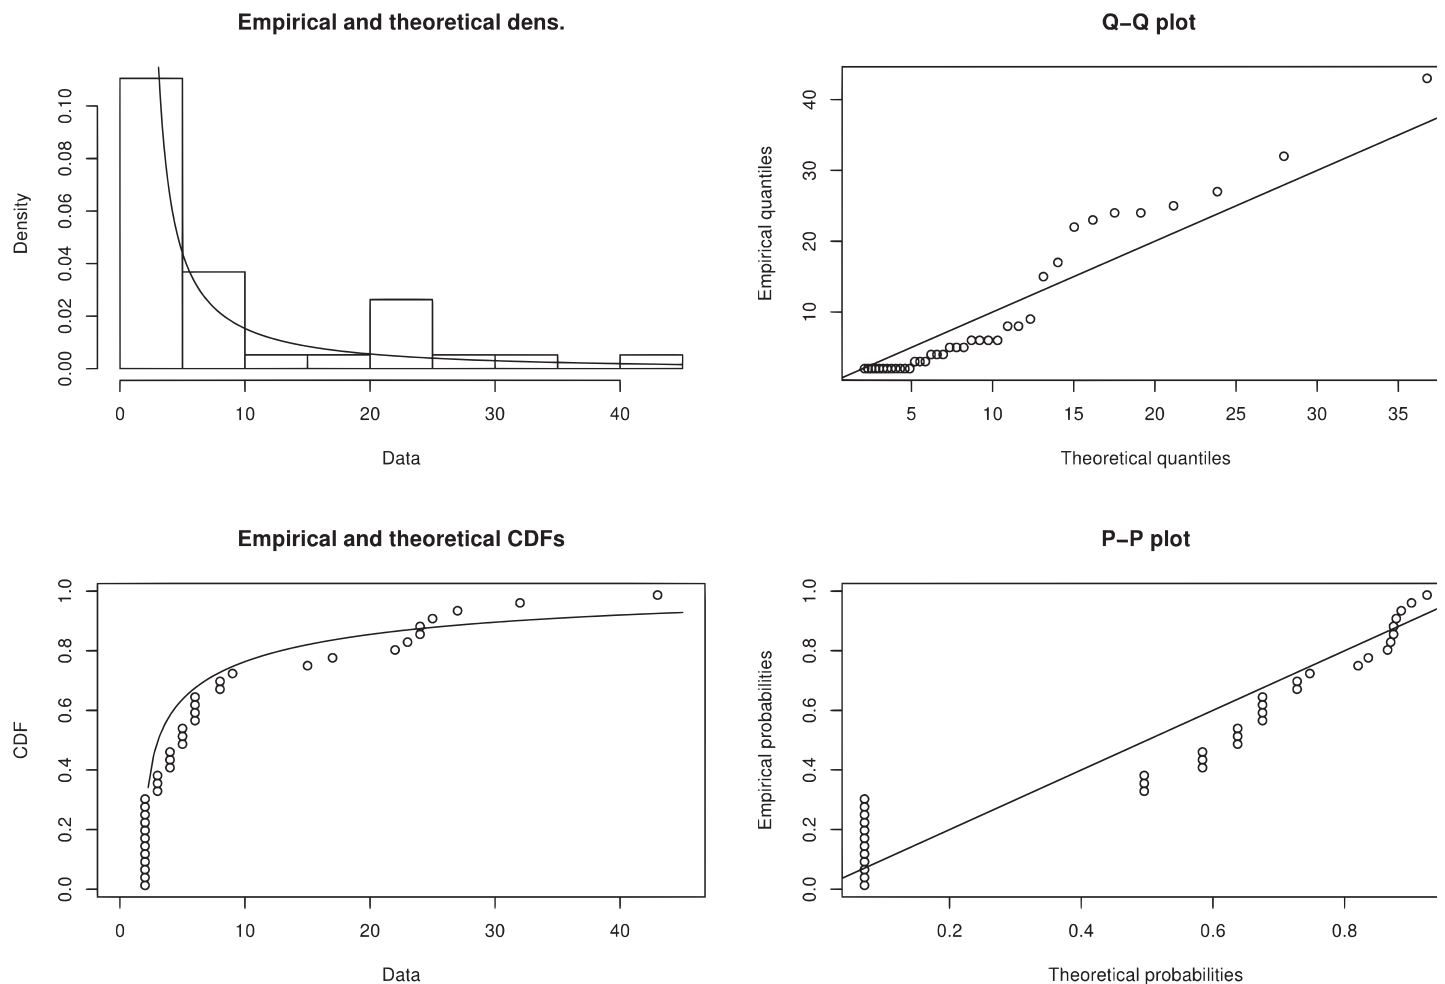 Empirical and theoretical dens.
Density
0.00 0.02 0.04 0.06 0.08 0.10
0 10 20 30 40
Data
Q−Q plot
Empirical quantiles
10 20 30 40
5 10 15 20 25 30 35
Theoretical quantiles
Empirical and theoretical CDFs
CDF
0.0 0.2 0.4 0.6 0.8 1.0
0 10 20 30 40
Data
P−P plot
Empirical probabilities
0.0 0.2 0.4 0.6 0.8 1.0
0.2 0.4 0.6 0.8
Theoretical probabilities